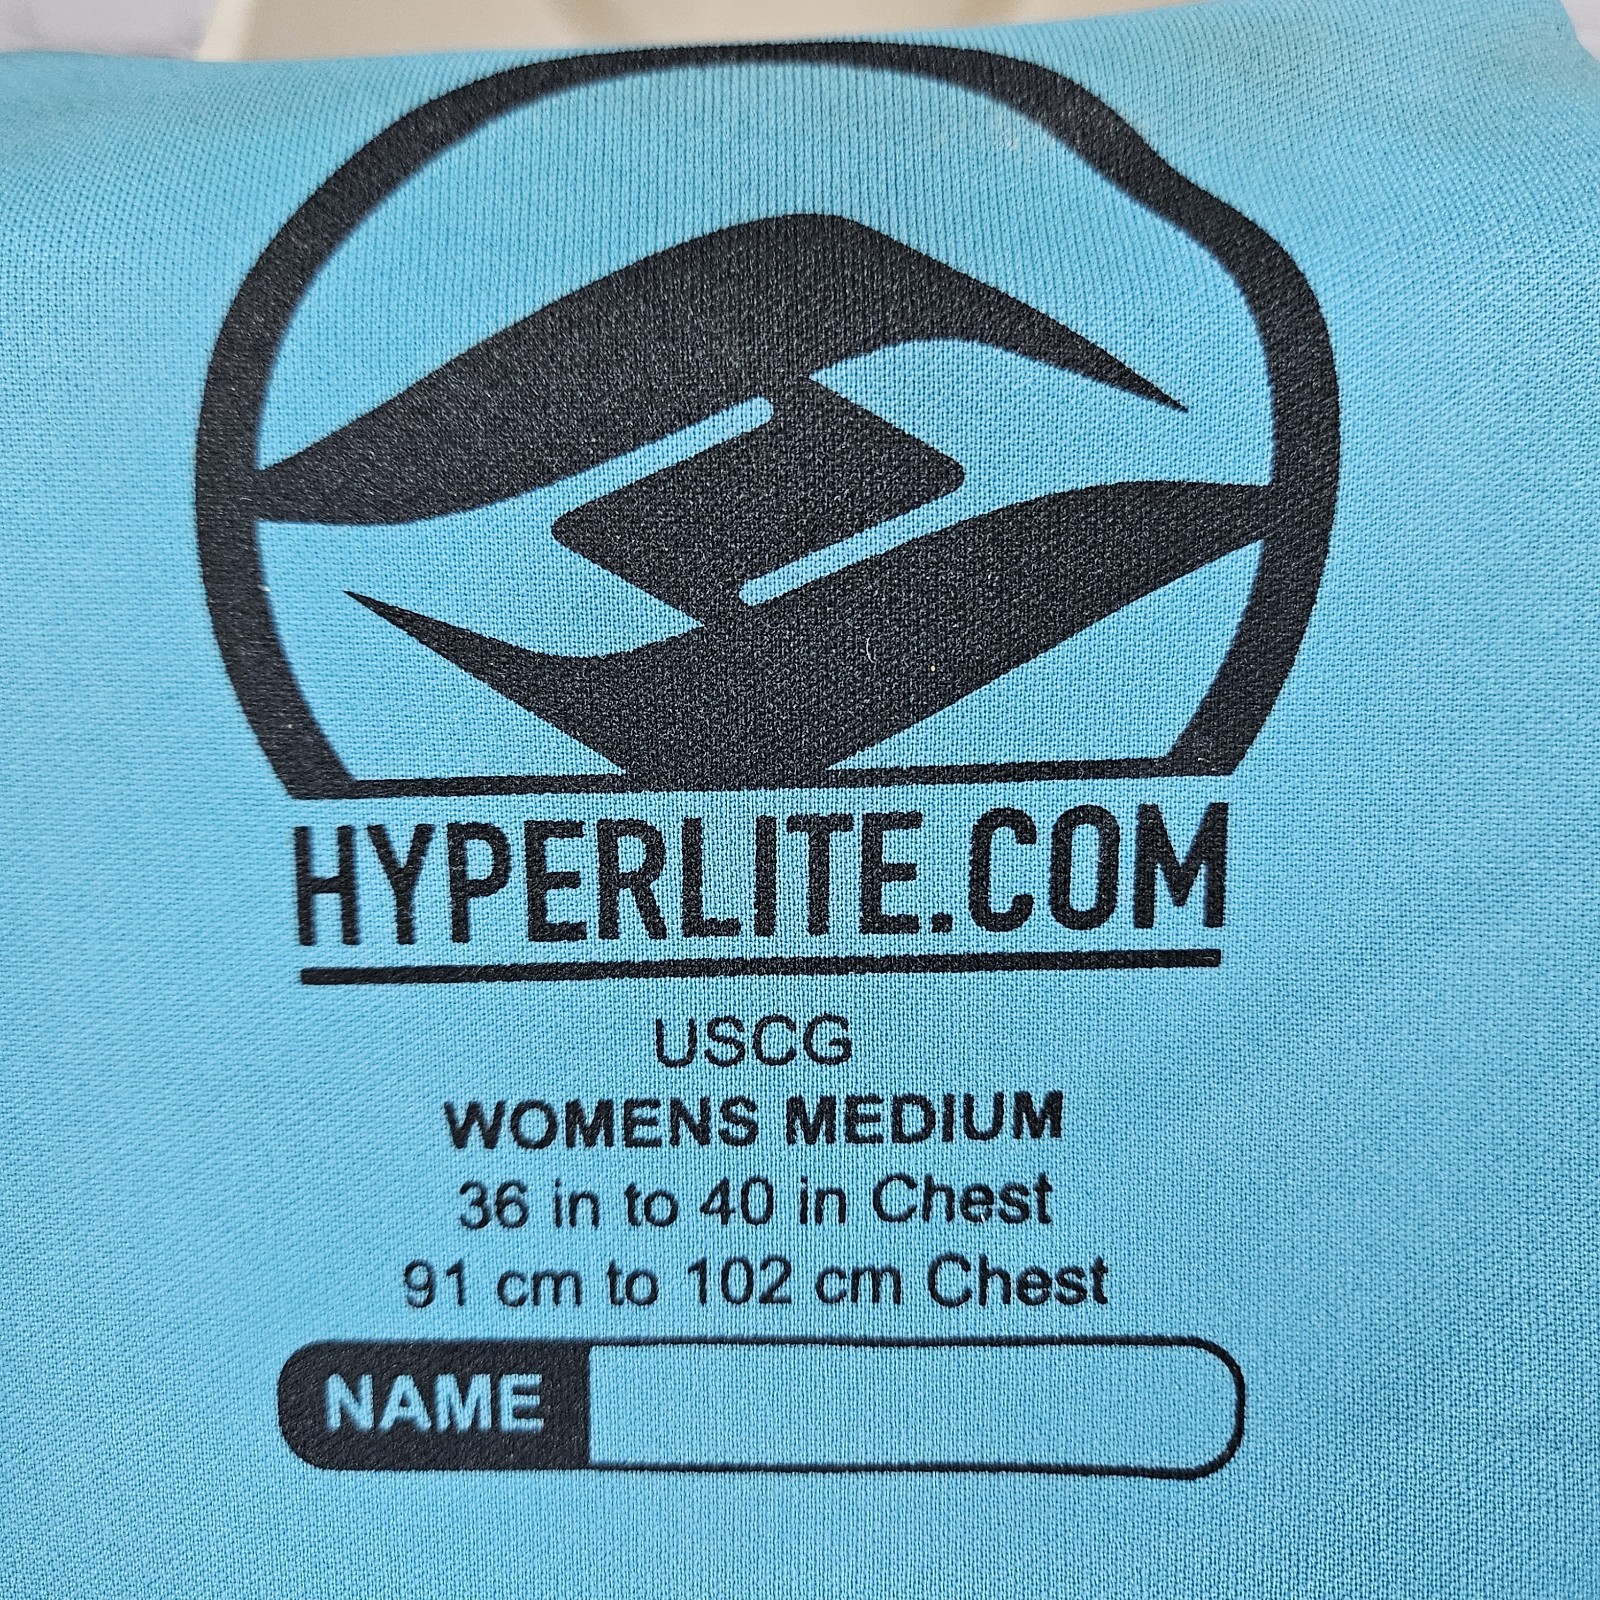 HYPERLITE.COM
USCG
WOMENS MEDIUM
36 in to 40 in Chest
91 cm to 102 cm Chest
NAME